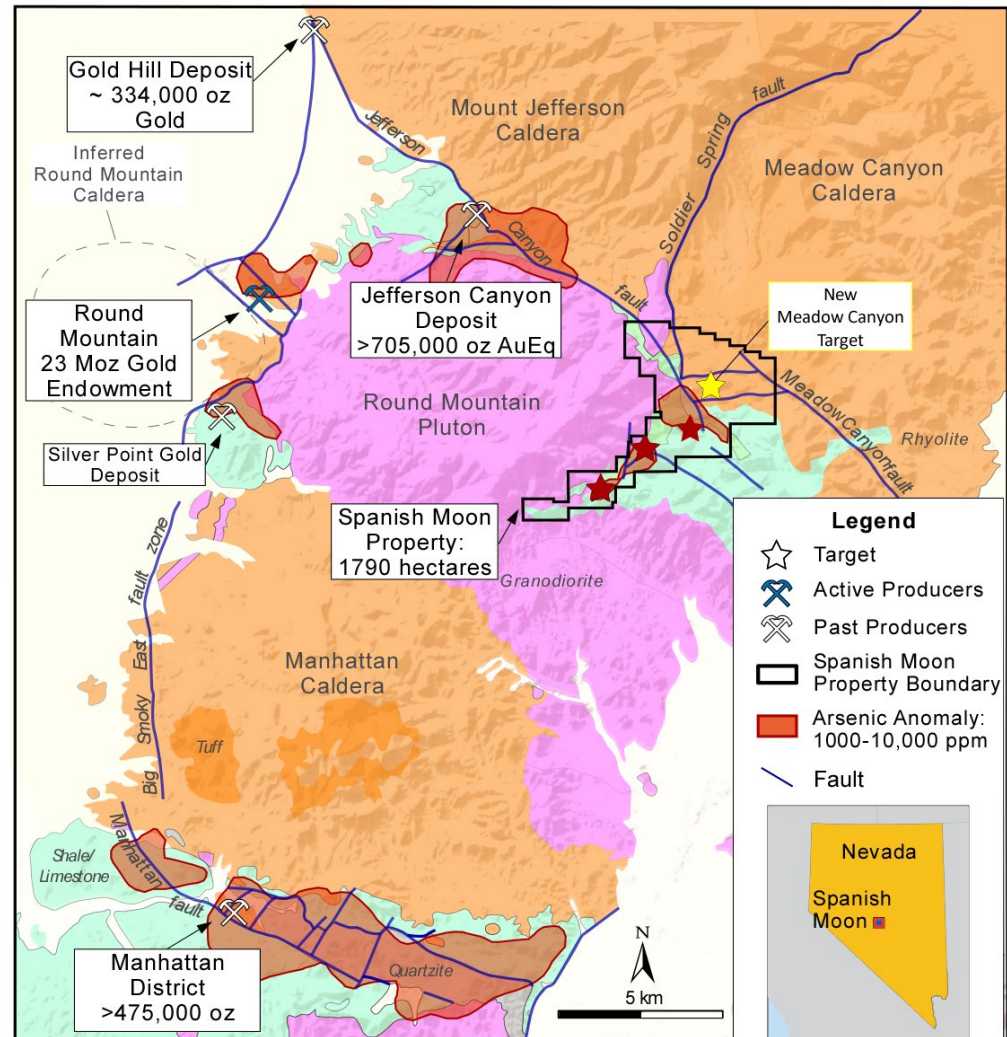 Gold Hill Deposit
~ 334,000 oz
Gold
Mount Jefferson
Caldera
Jefferson
Canyon
fault
Soldier
Spring
fault
Meadow Canyon
Caldera
Inferred
Round Mountain
Caldera
Round
Mountain
23 Moz Gold
Endowment
Jefferson Canyon
Deposit
>705,000 oz AuEq
New
Meadow Canyon
Target
Meadow Canyon fault
Rhyolite
Round Mountain
Pluton
Silver Point Gold
Deposit
Spanish Moon
Property:
1790 hectares
Granodiorite
Big Smoky East fault zone
Manhattan
Caldera
Tuff
Manhattan
fault
Shale/
Limestone
Quartzite
Manhattan
District
>475,000 oz
N
5 km
Legend
Target
Active Producers
Past Producers
Spanish Moon
Property Boundary
Arsenic Anomaly:
1000-10,000 ppm
Fault
Nevada
Spanish
Moon